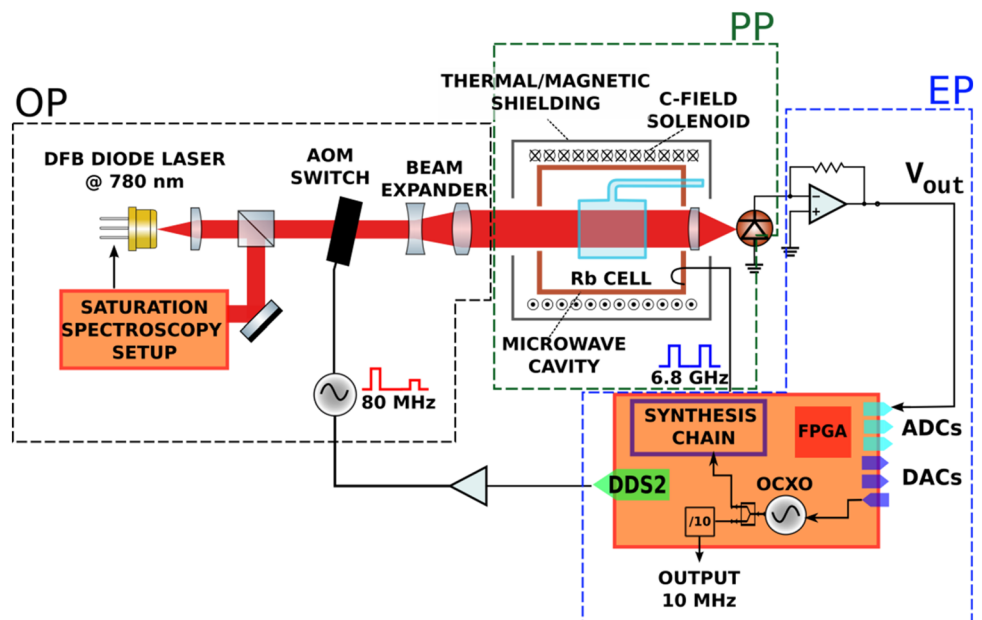 PP
OP
EP
THERMAL/MAGNETIC
SHIELDING
C-FIELD
SOLENOID
DFB DIODE LASER
@ 780 nm
AOM
SWITCH
BEAM
EXPANDER
Vout
-
+
Rb CELL
SATURATION
SPECTROSCOPY
SETUP
MICROWAVE
CAVITY
80 MHz
6.8 GHz
SYNTHESIS
CHAIN
FPGA
ADCs
DACs
DDS2
OCXO
/10
OUTPUT
10 MHz